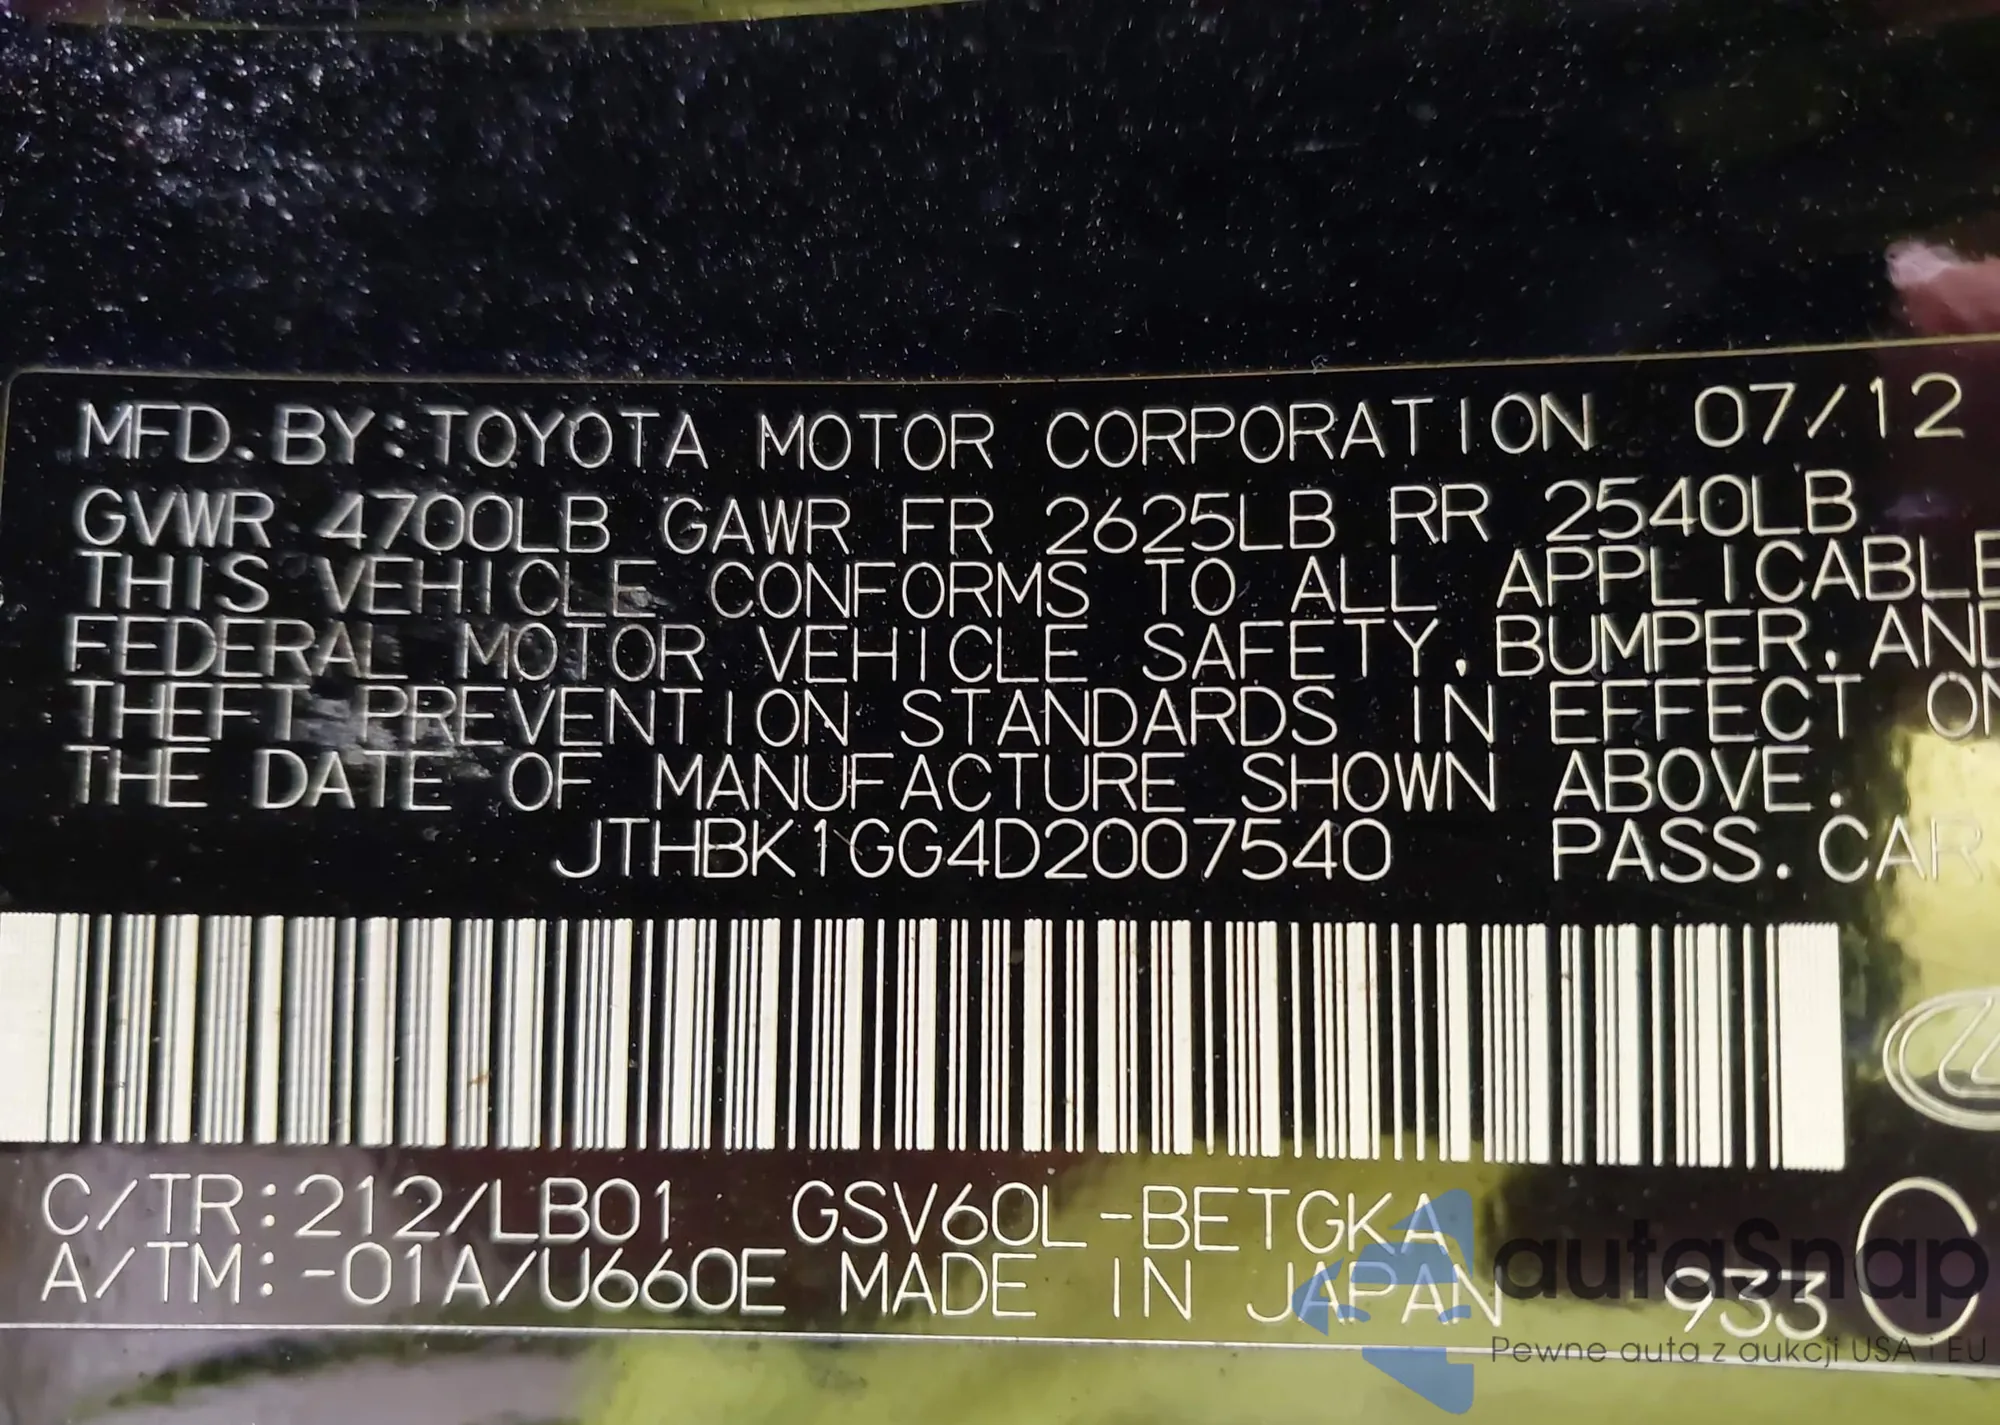 MFD. BY: TOYOTA MOTOR CORPORATION 07/12
GVWR 4700LB GAWR FR 2625LB RR 2540LB
THIS VEHICLE CONFORMS TO ALL APPLICABLE
FEDERAL MOTOR VEHICLE SAFETY, BUMPER, AND
THEFT PREVENTION STANDARDS IN EFFECT ON
THE DATE OF MANUFACTURE SHOWN ABOVE.
JTHBK1GG4D2007540 PASS. CAR
C/TR: 212/LB01 GSV60L-BETGKA
A/TM: -01A/U660E MADE IN JAPAN 933 C
autaSnap
Pewne auta z aukcji USA i EU